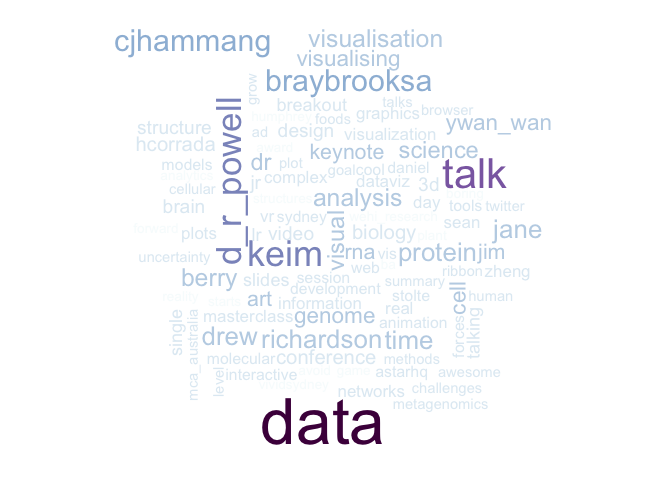 cjhammang visualisation
visualising
braybrooksa
grow
breakout talks
foods graphics browser
structure ad design visualization ywan_wan
hcorrada keynote science
d_r_powell
models dr plot goalcool daniel talk
cellular jr complex dataviz 3d
brain analysis day tools twitter
vr sydney visual sean jane
plots lr video biology
uncertainty keim rna vis protein jim
web ribbon zheng
berry slides session summary cell
development stolte human
art information real
masterclass genome animation
single drew richardson time forces talking
mca_australia molecular conference methods
level interactive astarhq awesome
networks challenges
data metagenomics